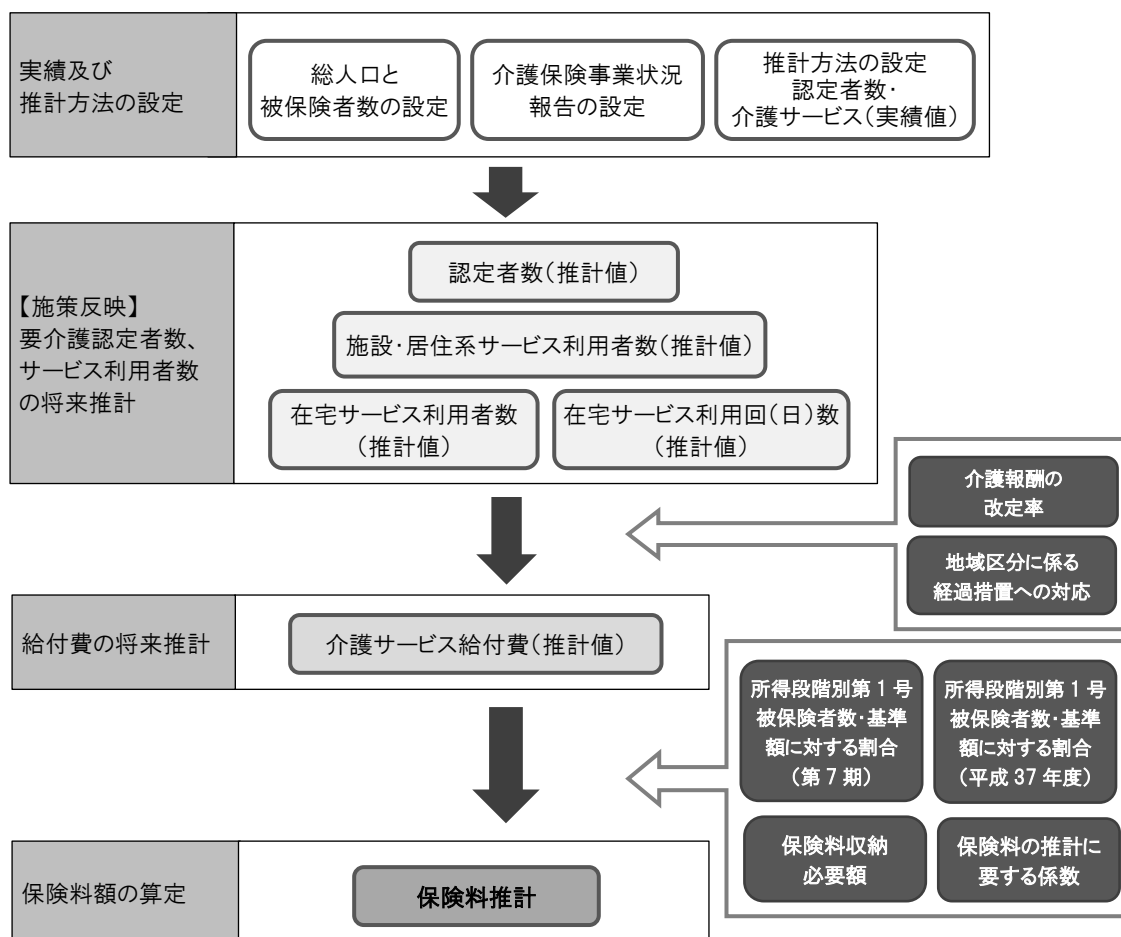 実績及び
推計方法の設定
総人口と
被保険者数の設定
介護保険事業状況
報告の設定
推計方法の設定
認定者数・
介護サービス(実績値)
【施策反映】
要介護認定者数、
サービス利用者数
の将来推計
認定者数(推計値)
施設・居住系サービス利用者数(推計値)
在宅サービス利用者数
(推計値)
在宅サービス利用回(日)数
(推計値)
介護報酬の
改定率
地域区分に係る
経過措置への対応
給付費の将来推計
介護サービス給付費(推計値)
所得段階別第1号
被保険者数・基準
額に対する割合
(第7期)
所得段階別第1号
被保険者数・基準
額に対する割合
(平成37年度)
保険料収納
必要額
保険料の推計に
要する係数
保険料額の算定
保険料推計